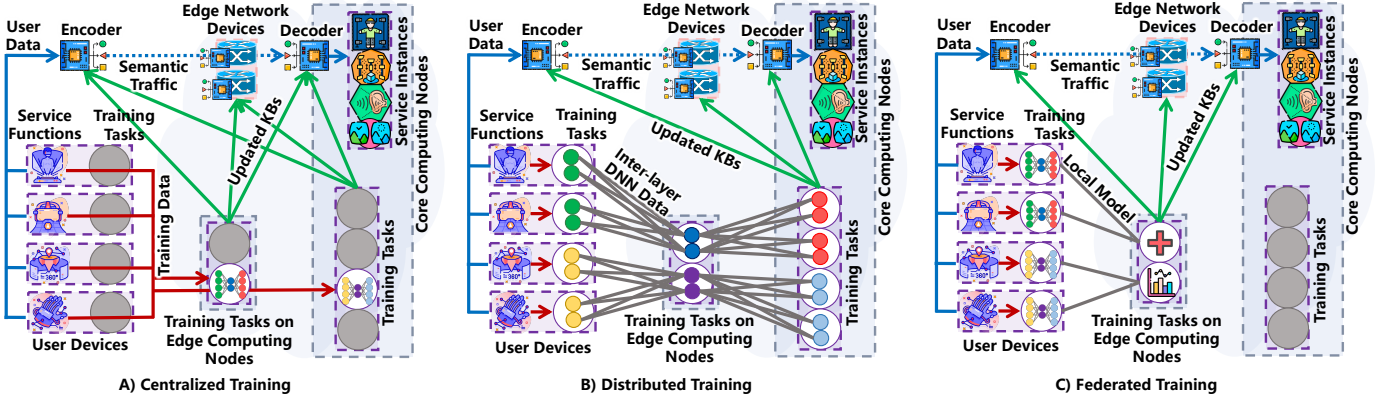 User
Data
Encoder
Edge Network
Devices
Decoder
Semantic
Traffic
Service Instances
Core Computing Nodes
Service
Functions
Training
Tasks
Training Data
Updated KBs
360°
Training Tasks
User Devices
Training Tasks on
Edge Computing
Nodes
A) Centralized Training
User
Data
Encoder
Edge Network
Devices
Decoder
Semantic
Traffic
Service Instances
Core Computing Nodes
Service
Functions
Training
Tasks
Updated KBs
Inter-layer
DNN Data
360°
Training Tasks
User Devices
Training Tasks on
Edge Computing
Nodes
B) Distributed Training
User
Data
Encoder
Edge Network
Devices
Decoder
Semantic
Traffic
Service Instances
Core Computing Nodes
Service
Functions
Training
Tasks
Local Model
Updated KBs
360°
Training Tasks
User Devices
Training Tasks on
Edge Computing
Nodes
C) Federated Training